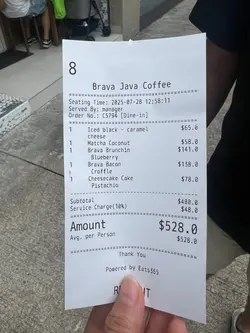 8
Brava Java Coffee
Seating Time: 2025-07-20 12:58:11
Served By: manager
Order No.: C5794 [Dine-in]
1 Iced black - caramel cheese $65.0
1 Matcha Coconut $58.0
1 Brava Brunchin $141.0
Blueberry
1 Brava Bacon $138.0
Croffle
1 Cheesecake Cake $78.0
Pistachio
Subtotal $480.0
Service Charge(10%) $48.0
Amount $528.0
Avg. per Person $528.0
Thank You
Powered by Eats365